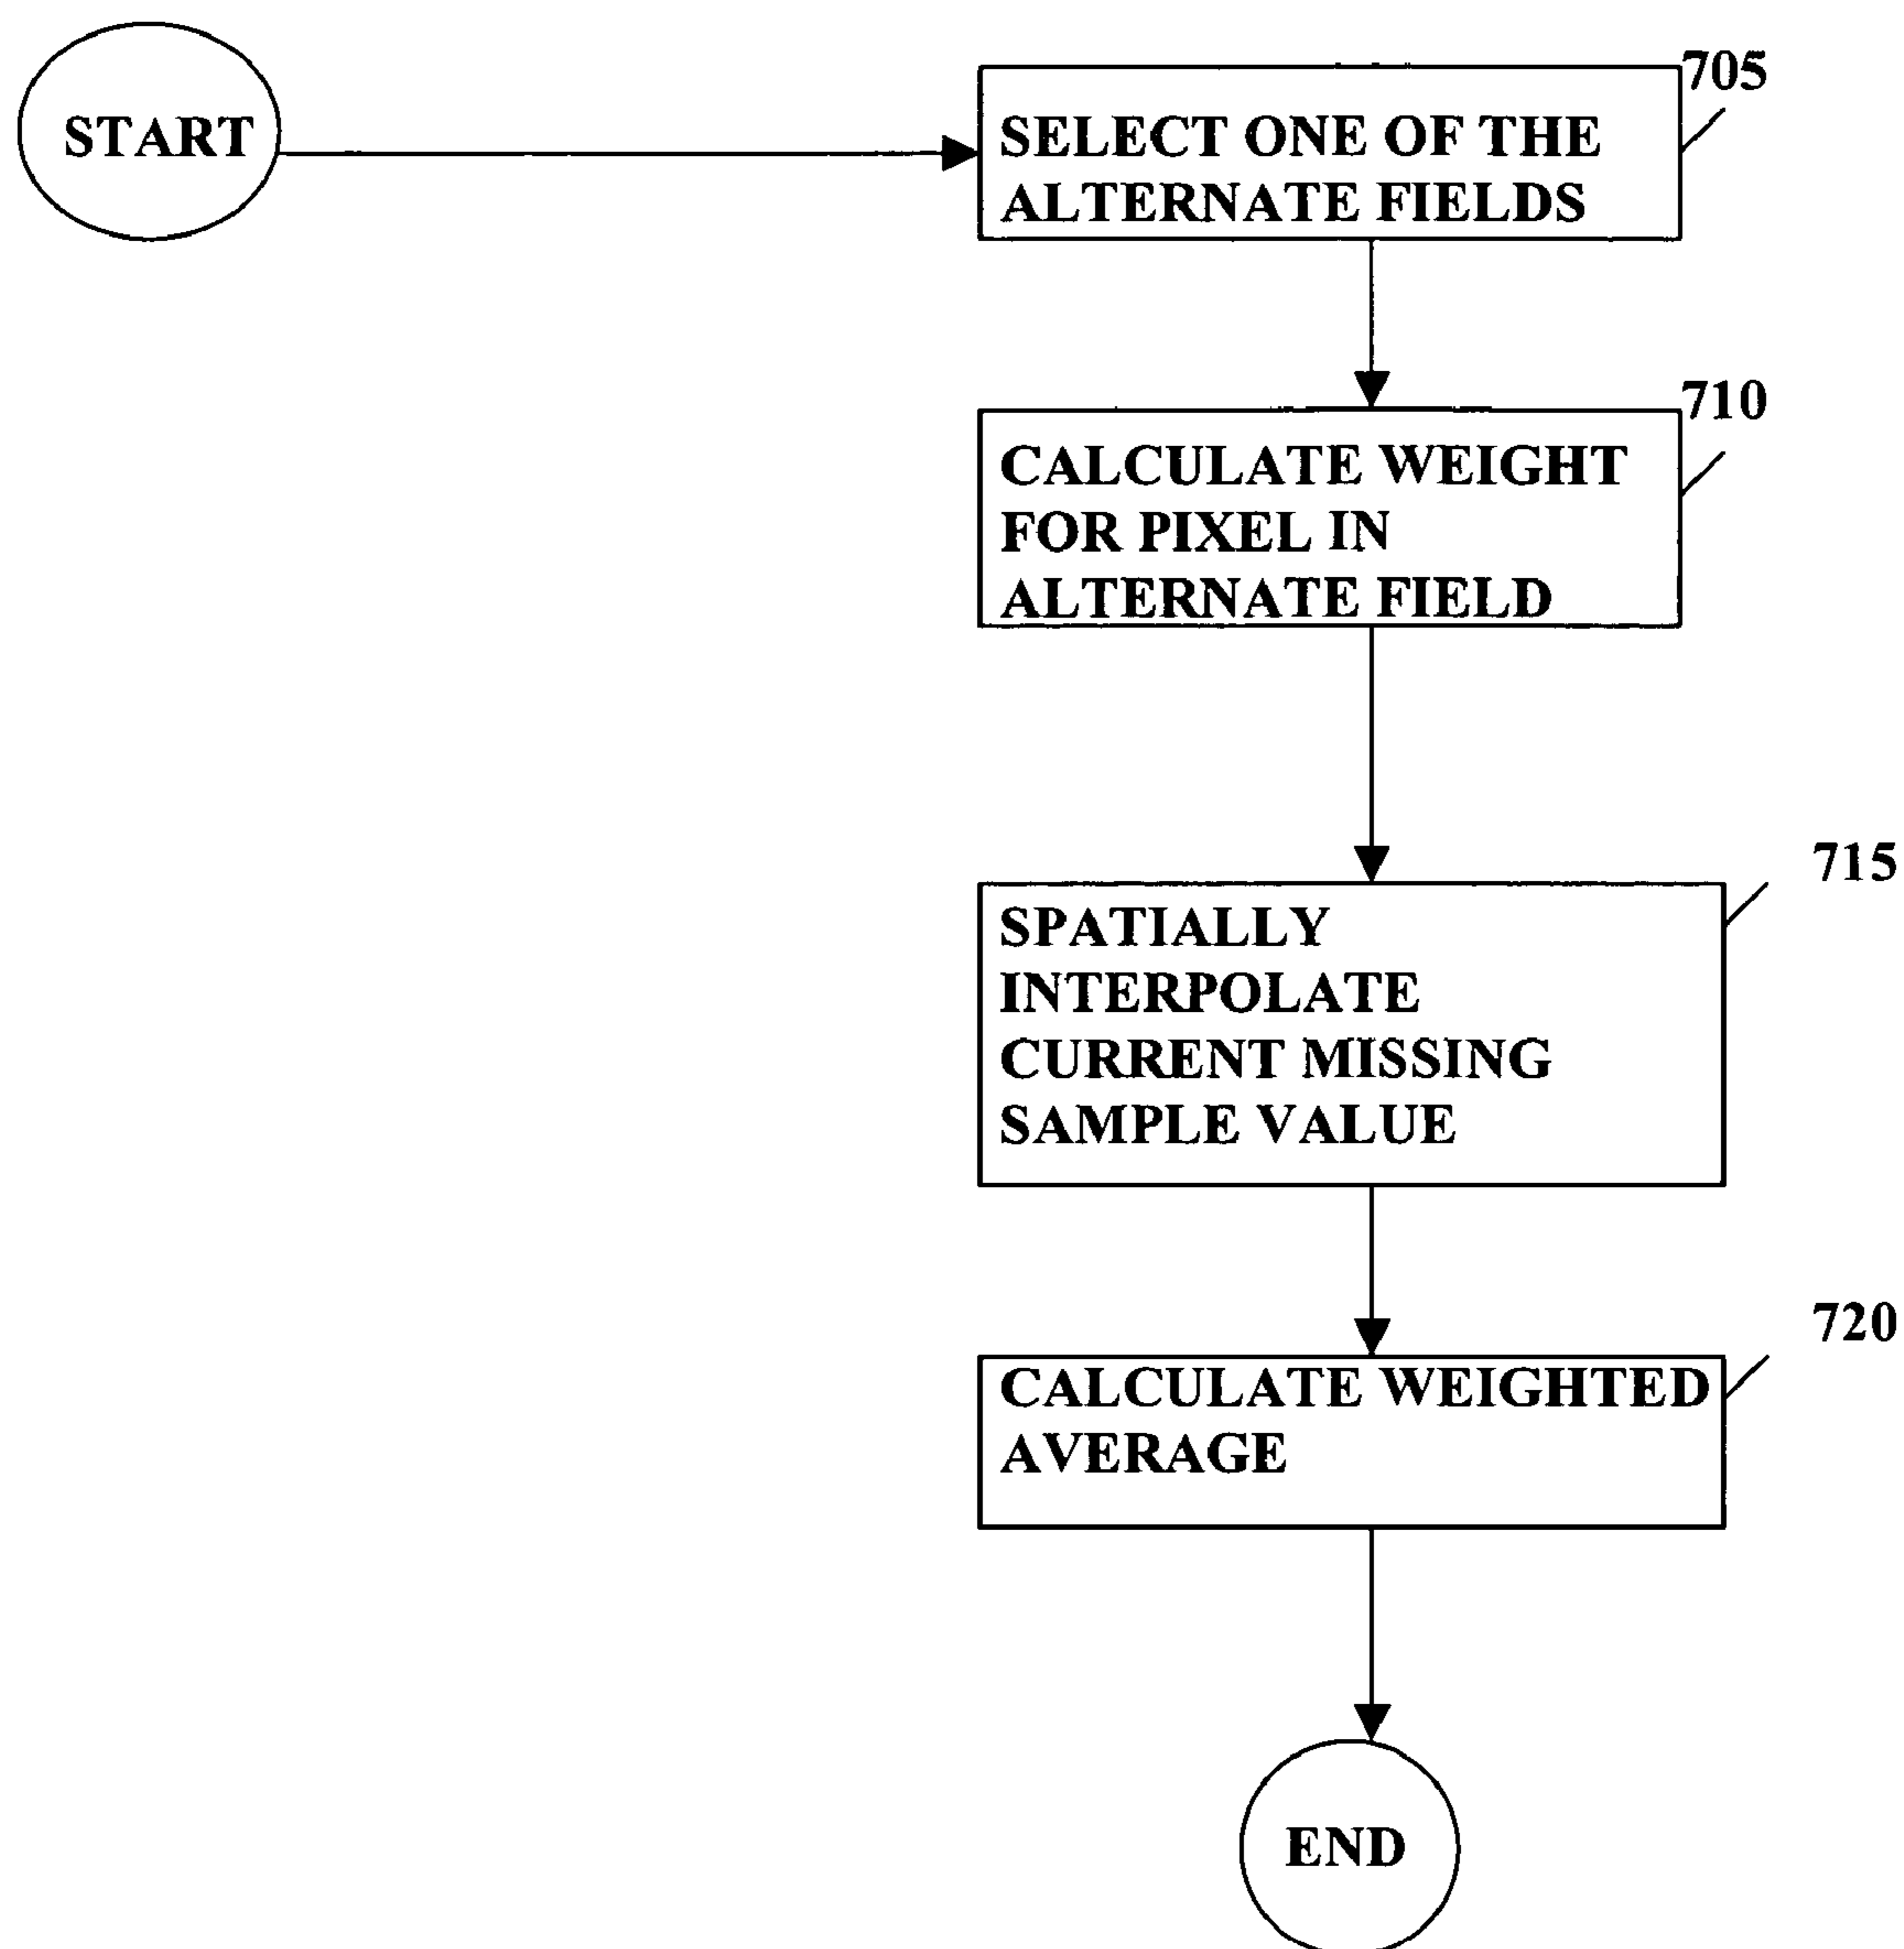 START
705
SELECT ONE OF THE
ALTERNATE FIELDS
710
CALCULATE WEIGHT
FOR PIXEL IN
ALTERNATE FIELD
715
SPATIALLY
INTERPOLATE
CURRENT MISSING
SAMPLE VALUE
720
CALCULATE WEIGHTED
AVERAGE
END